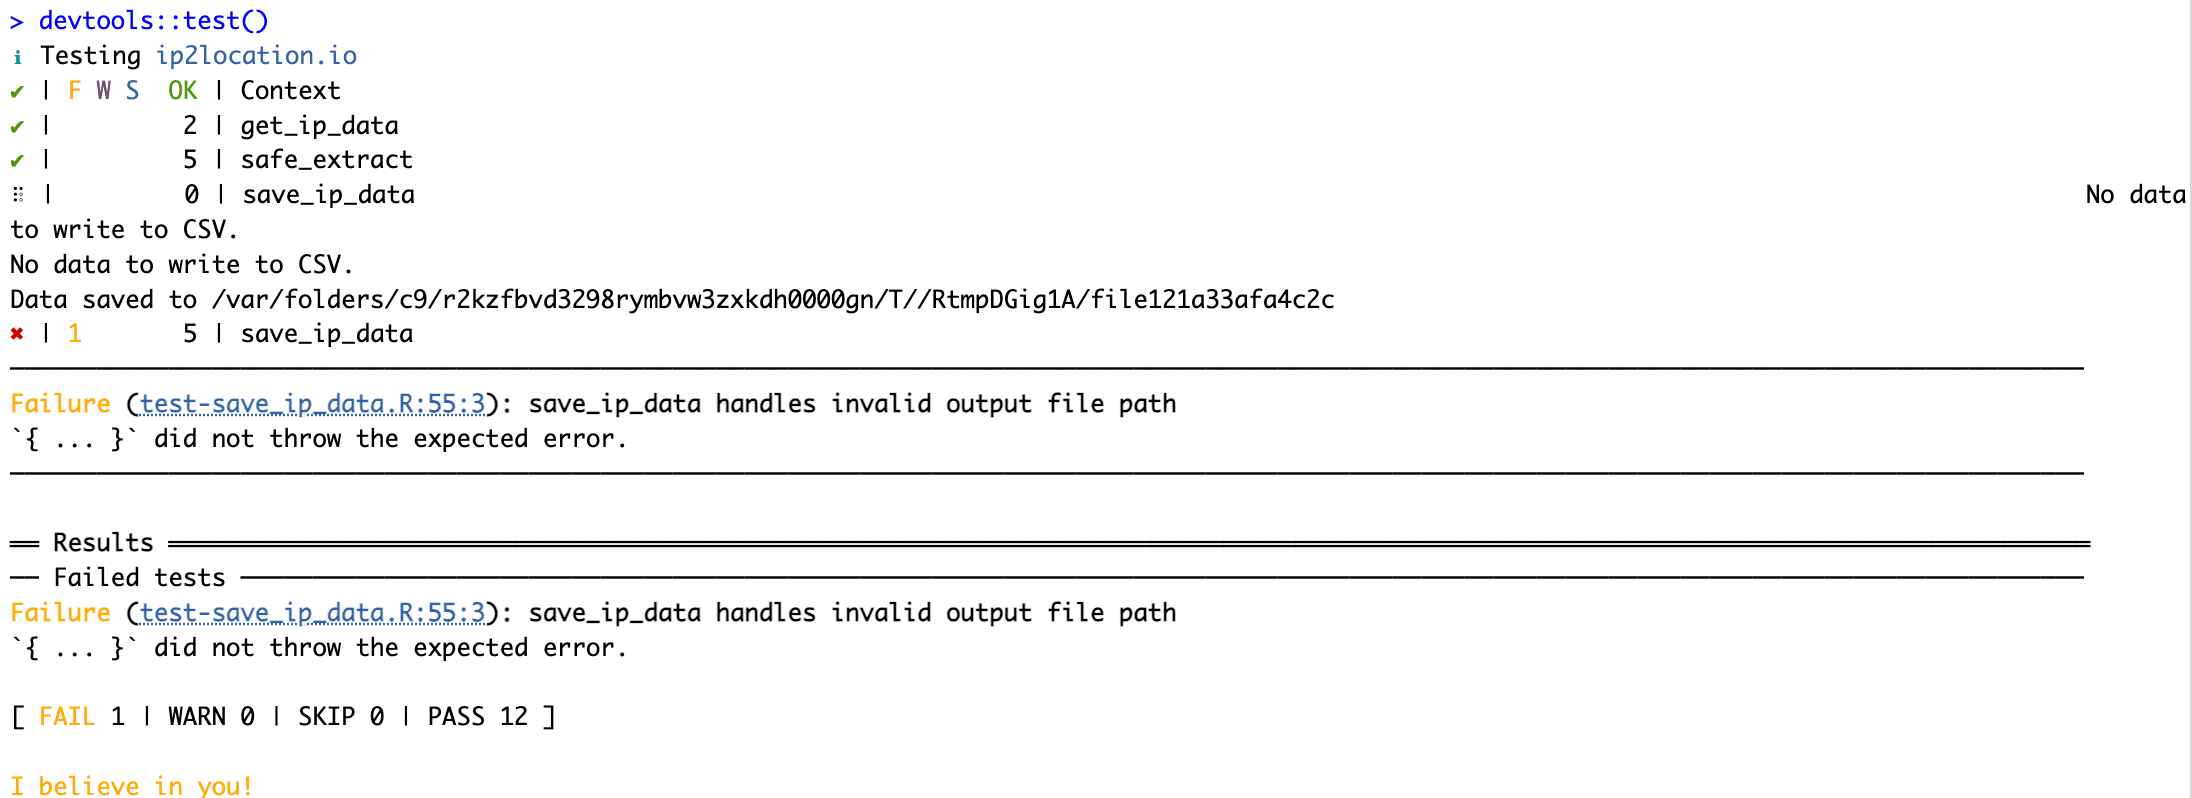 > devtools::test()
ℹ Testing ip2location.io
✔ | F W S  OK | Context
✔ |         2 | get_ip_data
✔ |         5 | safe_extract
⠿ |         0 | save_ip_data                                                                                                                    No data
to write to CSV.
No data to write to CSV.
Data saved to /var/folders/c9/r2kzfbvd3298rymbvw3zxkdh0000gn/T//RtmpDGig1A/file121a33afa4c2c
✖ | 1       5 | save_ip_data
Failure (test-save_ip_data.R:55:3): save_ip_data handles invalid output file path
`{ ... }` did not throw the expected error.
══ Results ══
── Failed tests ──
Failure (test-save_ip_data.R:55:3): save_ip_data handles invalid output file path
`{ ... }` did not throw the expected error.
[ FAIL 1 | WARN 0 | SKIP 0 | PASS 12 ]
I believe in you!